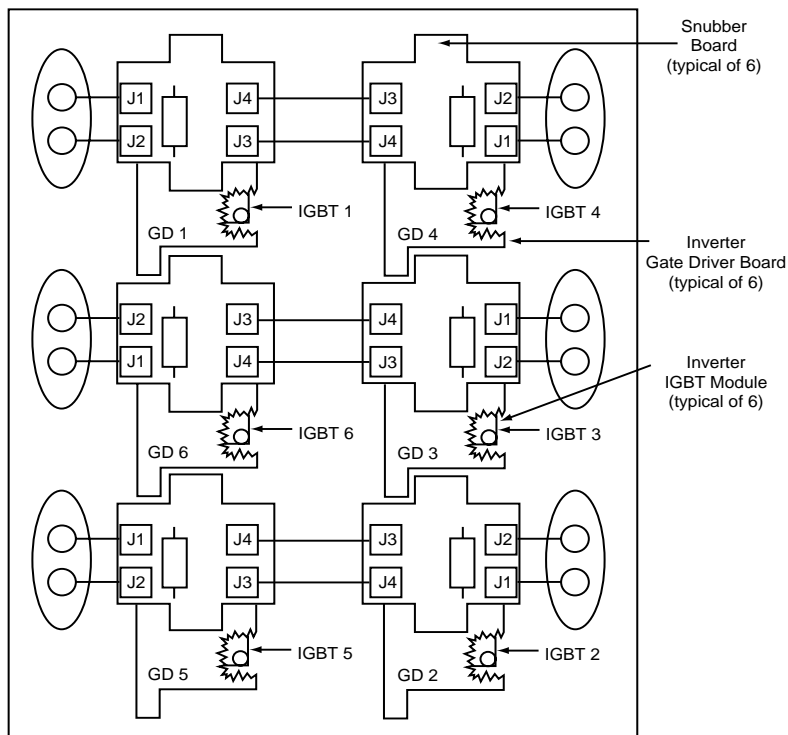 Snubber
Board
(typical of 6)
J1
J4
J3
J2
J2
J3
J4
J1
IGBT 1
IGBT 4
GD 1
GD 4
Inverter
Gate Driver Board
(typical of 6)
J2
J3
J4
J1
J1
J4
J3
J2
Inverter
IGBT Module
(typical of 6)
IGBT 6
IGBT 3
GD 6
GD 3
J1
J4
J3
J2
J2
J3
J4
J1
IGBT 5
IGBT 2
GD 5
GD 2